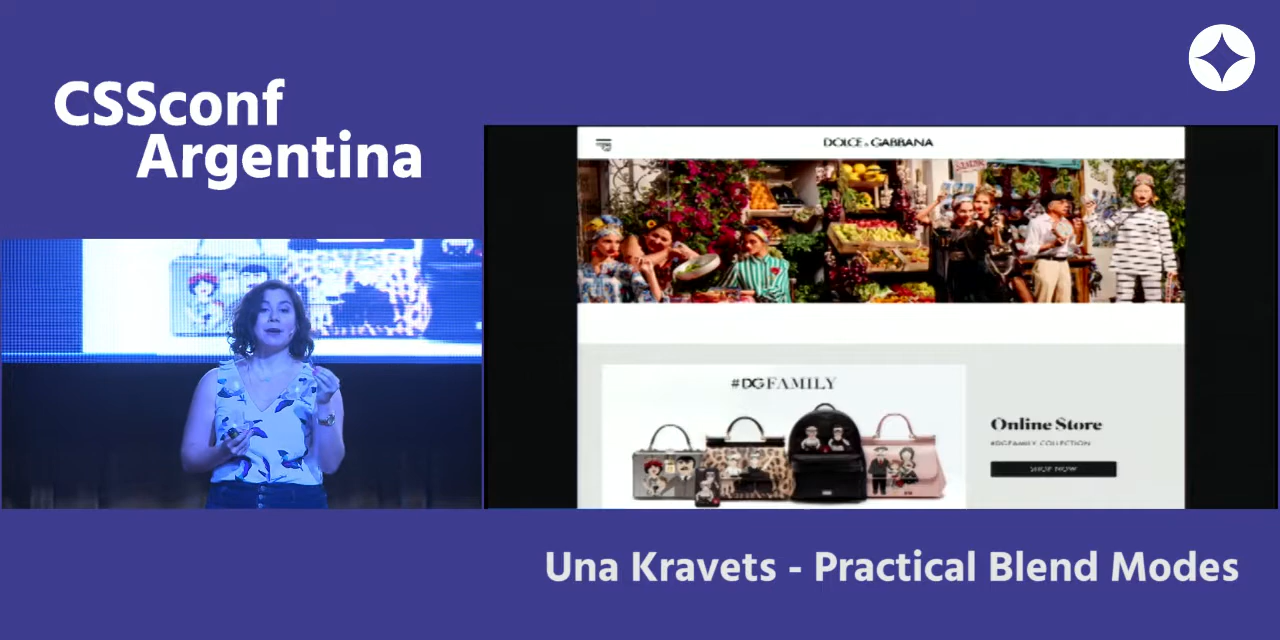 CSSconf
Argentina
DOLCE & GABBANA
#DGFAMILY
Online Store
#DGFAMILY COLLECTION
SHOP NOW
Una Kravets - Practical Blend Modes